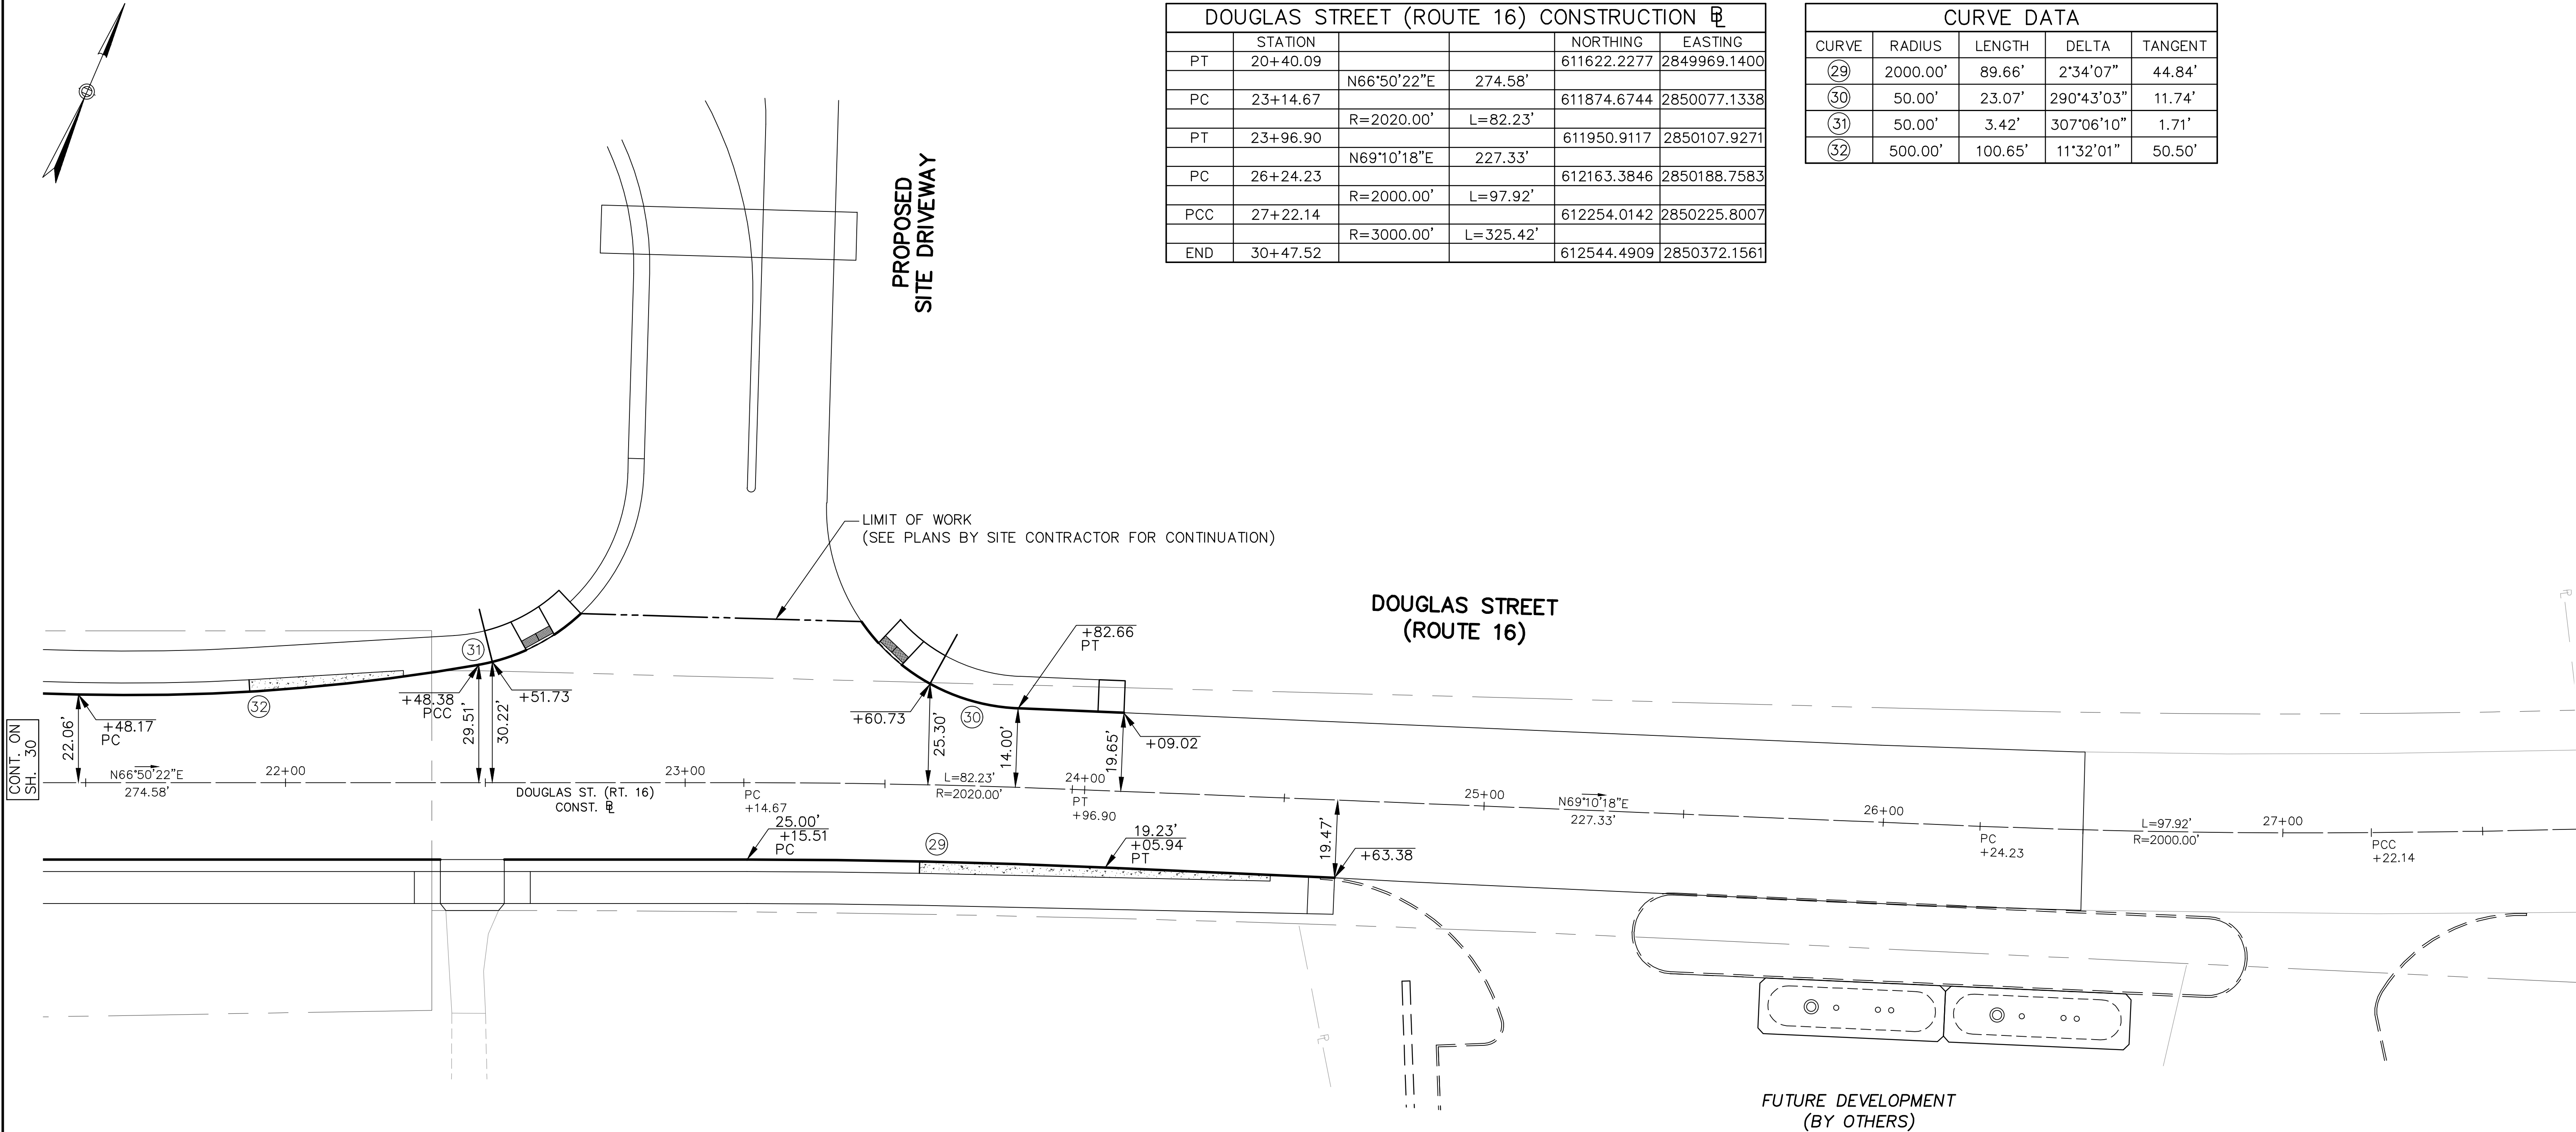 DOUGLAS STREET (ROUTE 16) CONSTRUCTION BL
STATION NORTHING EASTING
PT 20+40.09 611622.2277 2849969.1400
N66°50'22"E 274.58'
PC 23+14.67 611874.6744 2850077.1338
R=2020.00' L=82.23'
PT 23+96.90 611950.9117 2850107.9271
N69°10'18"E 227.33'
PC 26+24.23 612163.3846 2850188.7583
R=2000.00' L=97.92'
PCC 27+22.14 612254.0142 2850225.8007
R=3000.00' L=325.42'
END 30+47.52 612544.4909 2850372.1561
CURVE DATA
CURVE RADIUS LENGTH DELTA TANGENT
29 2000.00' 89.66' 2°34'07" 44.84'
30 50.00' 23.07' 290°43'03" 11.74'
31 50.00' 3.42' 307°06'10" 1.71'
32 500.00' 100.65' 11°32'01" 50.50'
PROPOSED
SITE DRIVEWAY
LIMIT OF WORK
(SEE PLANS BY SITE CONTRACTOR FOR CONTINUATION)
DOUGLAS STREET
(ROUTE 16)
+82.66
PT
31
32
+48.38
PCC
+51.73
29.51'
30.22'
+60.73
25.30'
30
14.00'
19.65'
+09.02
22.06'
+48.17
PC
CONT. ON
SH. 30
N66°50'22"E
274.58'
22+00
DOUGLAS ST. (RT. 16)
CONST. BL
23+00
PC
+14.67
L=82.23'
R=2020.00'
24+00
PT
+96.90
25+00
N69°10'18"E
227.33'
26+00
PC
+24.23
L=97.92'
R=2000.00'
27+00
PCC
+22.14
25.00'
+15.51
PC
29
19.23'
+05.94
PT
19.47'
+63.38
PL
PL
FUTURE DEVELOPMENT
(BY OTHERS)